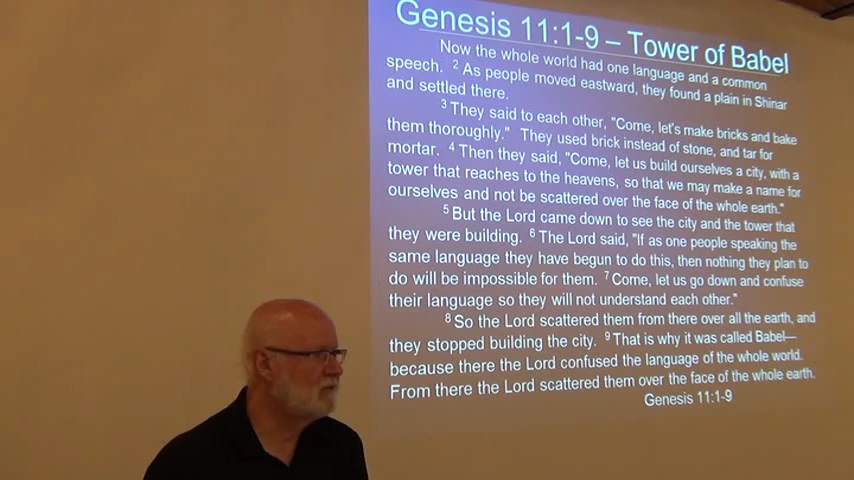 Genesis 11:1-9 – Tower of Babel
Now the whole world had one language and a common
speech. 2 As people moved eastward, they found a plain in Shinar
and settled there.
3 They said to each other, "Come, let's make bricks and bake
them thoroughly." They used brick instead of stone, and tar for
mortar. 4 Then they said, "Come, let us build ourselves a city, with a
tower that reaches to the heavens, so that we may make a name for
ourselves and not be scattered over the face of the whole earth."
5 But the Lord came down to see the city and the tower that
they were building. 6 The Lord said, "If as one people speaking the
same language they have begun to do this, then nothing they plan to
do will be impossible for them. 7 Come, let us go down and confuse
their language so they will not understand each other."
8 So the Lord scattered them from there over all the earth, and
they stopped building the city. 9 That is why it was called Babel—
because there the Lord confused the language of the whole world.
From there the Lord scattered them over the face of the whole earth.
Genesis 11:1-9